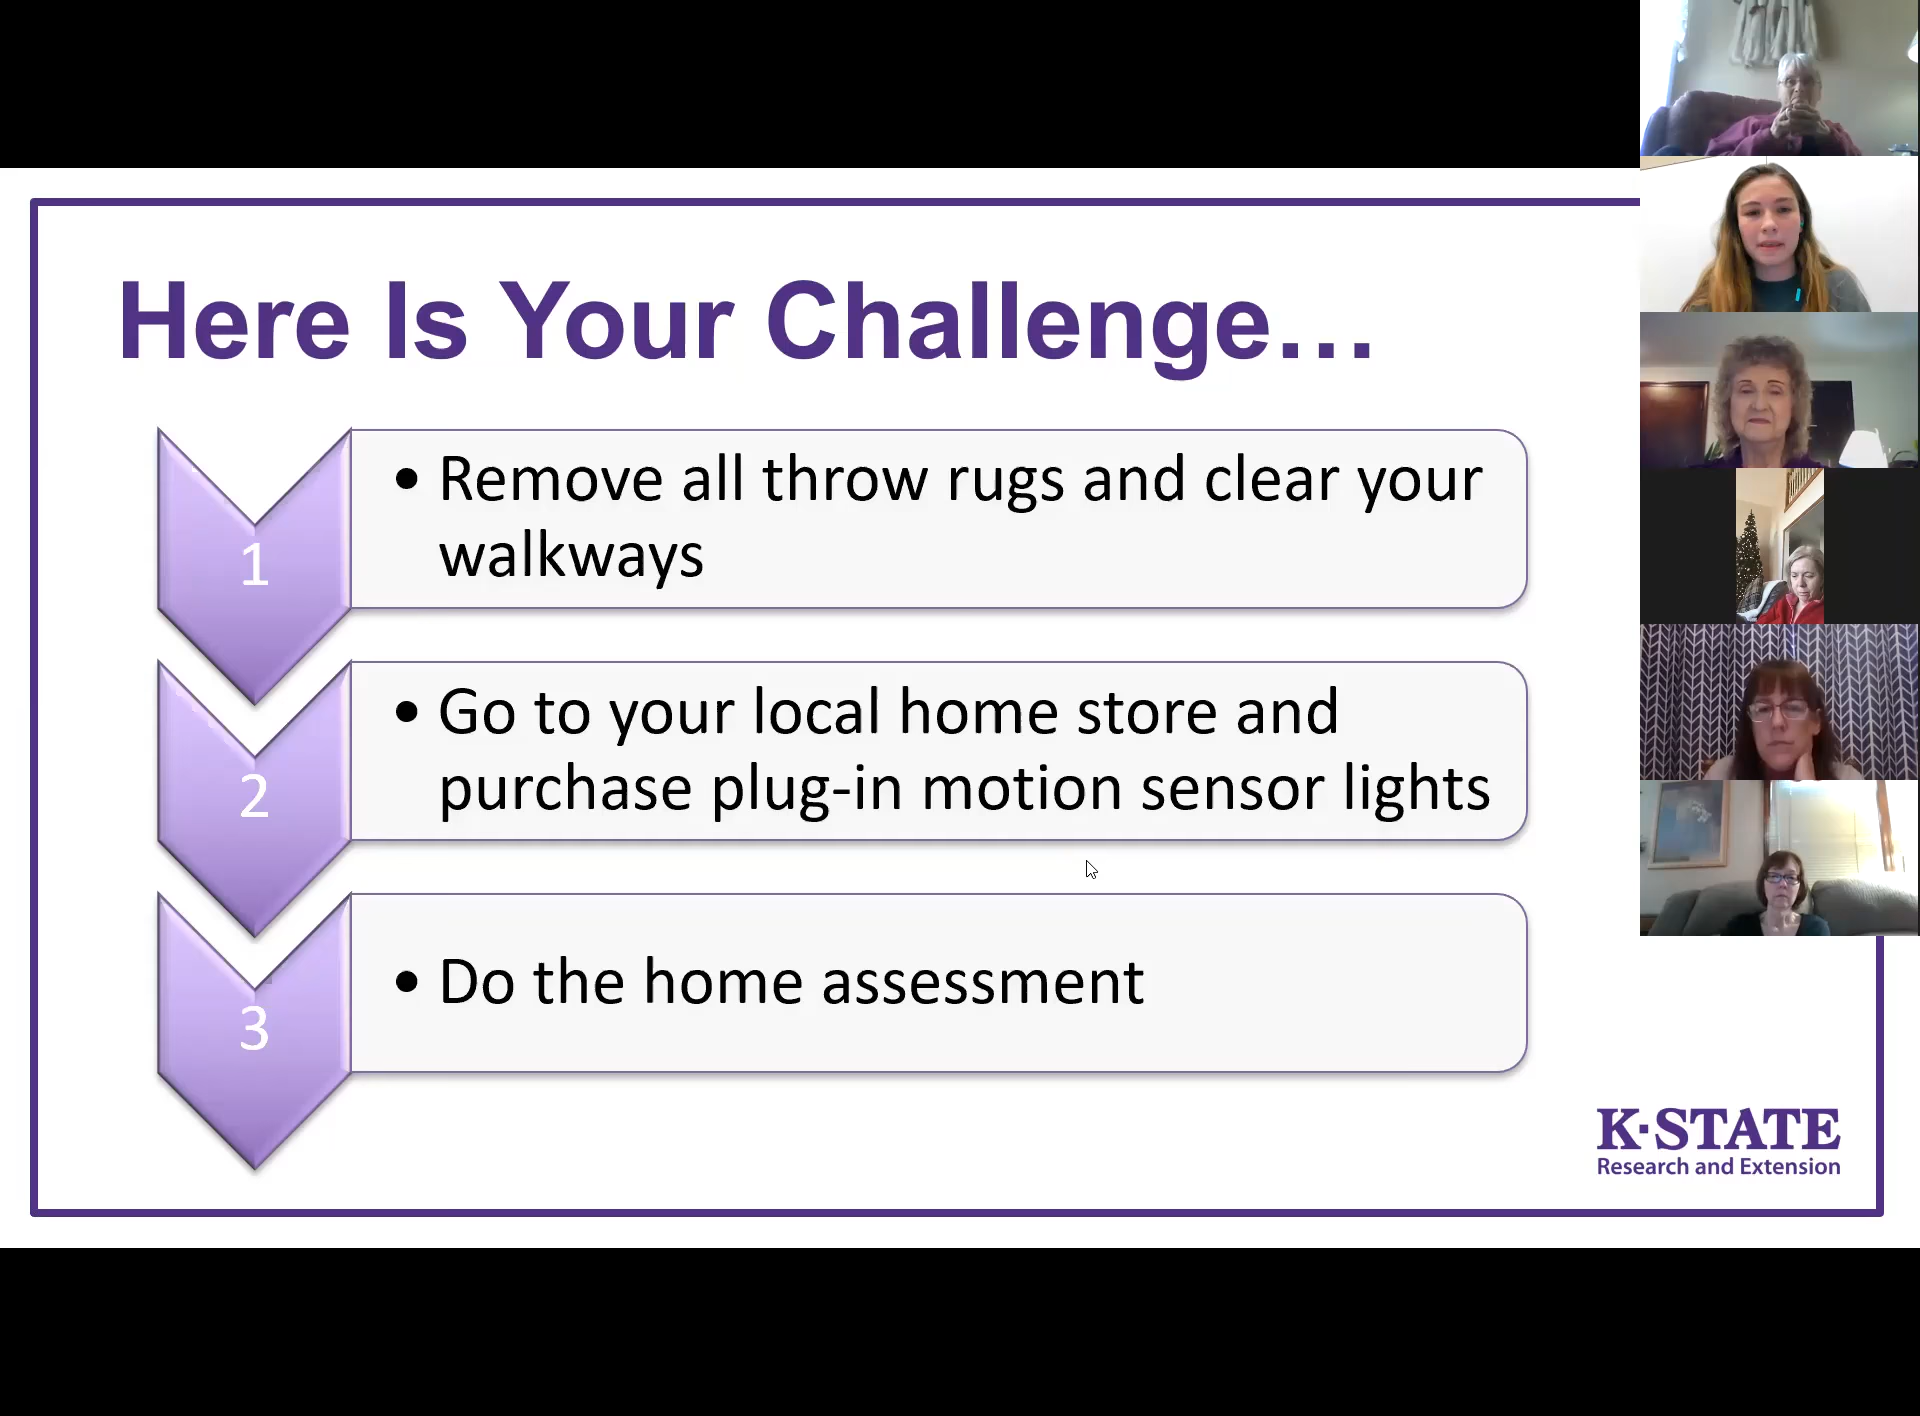 Here Is Your Challenge...
1
• Remove all throw rugs and clear your
walkways
2
• Go to your local home store and
purchase plug-in motion sensor lights
3
• Do the home assessment
K·STATE
Research and Extension